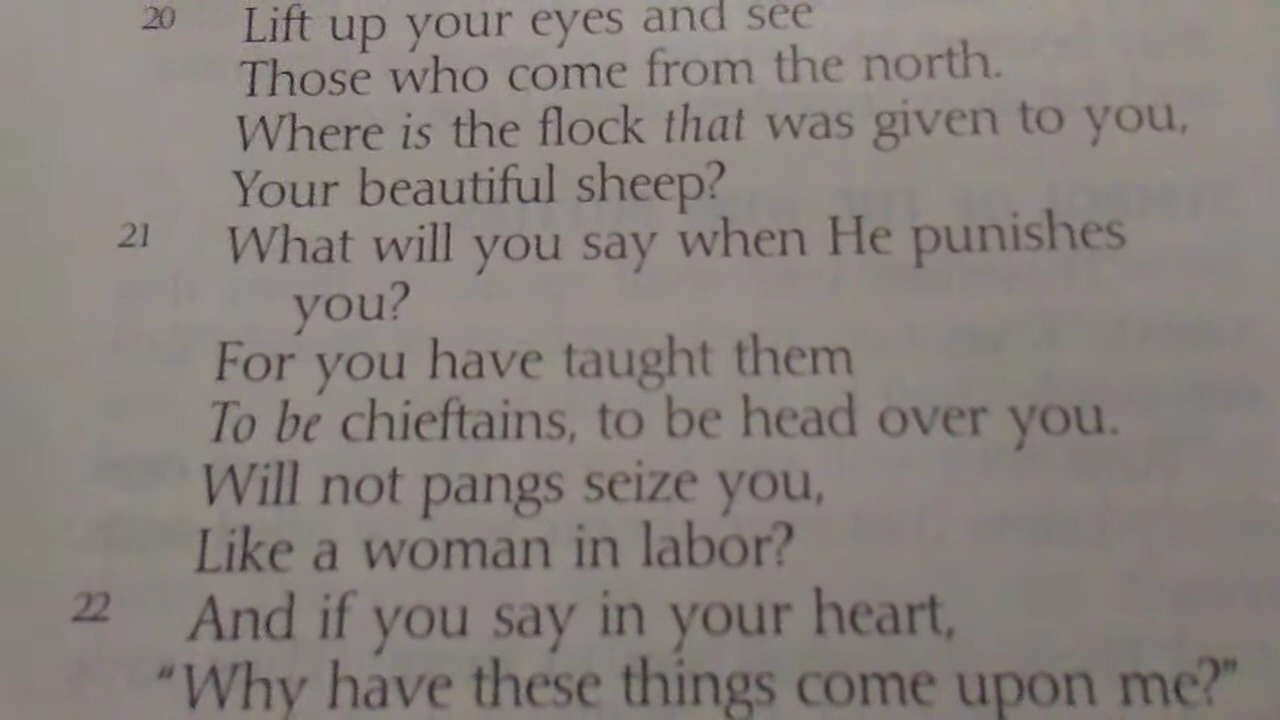 20 Lift up your eyes and see
Those who come from the north.
Where is the flock that was given to you,
Your beautiful sheep?
21 What will you say when He punishes
you?
For you have taught them
To be chieftains, to be head over you.
Will not pangs seize you,
Like a woman in labor?
22 And if you say in your heart,
“Why have these things come upon me?”